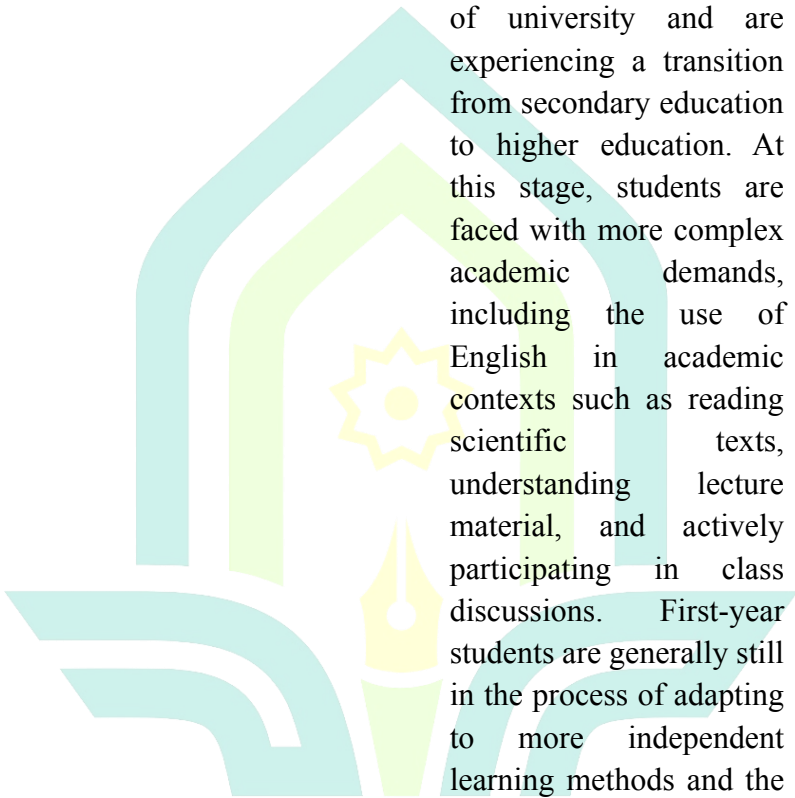 of university and are
experiencing a transition
from secondary education
to higher education. At
this stage, students are
faced with more complex
academic demands,
including the use of
English in academic
contexts such as reading
scientific texts,
understanding lecture
material, and actively
participating in class
discussions. First-year
students are generally still
in the process of adapting
to more independent
learning methods and the